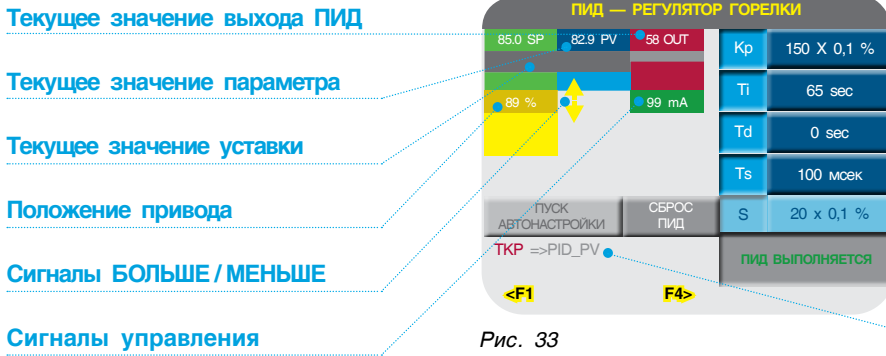 Текущее значение выхода ПИД
Текущее значение параметра
Текущее значение уставки
Положение привода
Сигналы БОЛЬШЕ / МЕНЬШЕ
Сигналы управления
ПИД — РЕГУЛЯТОР ГОРЕЛКИ
85.0 SP 82.9 PV 58 OUT
89 % 99 mA
Kp 150 X 0,1 %
Ti 65 sec
Td 0 sec
Ts 100 мсек
S 20 x 0,1 %
ПУСК
АВТОНАСТРОЙКИ
СБРОС
ПИД
ТКР =>PID_PV
ПИД ВЫПОЛНЯЕТСЯ
<F1 F4>
Рис. 33